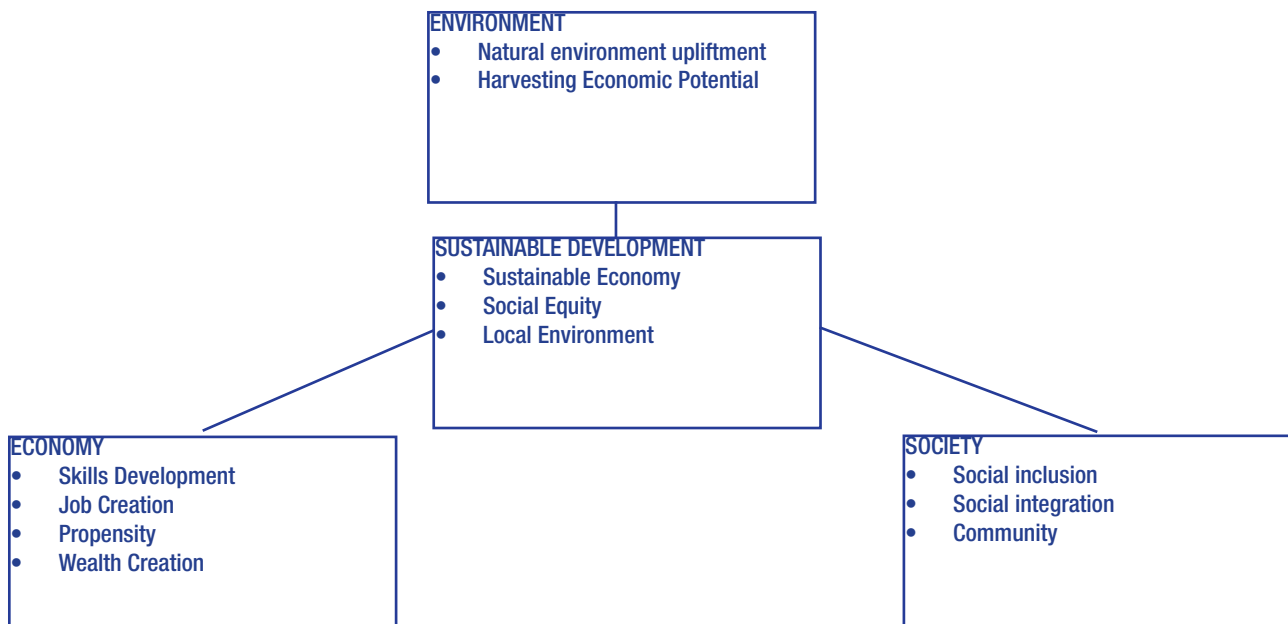 ENVIRONMENT
• Natural environment upliftment
• Harvesting Economic Potential
SUSTAINABLE DEVELOPMENT
• Sustainable Economy
• Social Equity
• Local Environment
ECONOMY
• Skills Development
• Job Creation
• Propensity
• Wealth Creation
SOCIETY
• Social inclusion
• Social integration
• Community